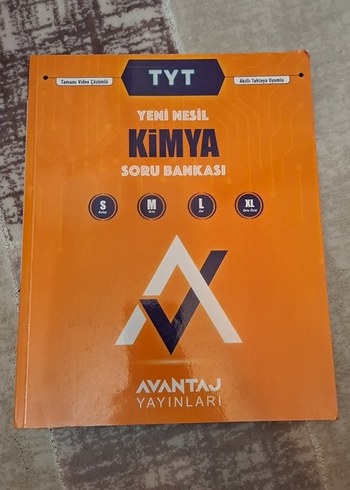 TYT
Tamamı Video Çözümlü
Akıllı Tahtaya Uyumlu
YENİ NESİL
KİMYA
SORU BANKASI
S M L XL
AVANTAJ
YAYINLARI